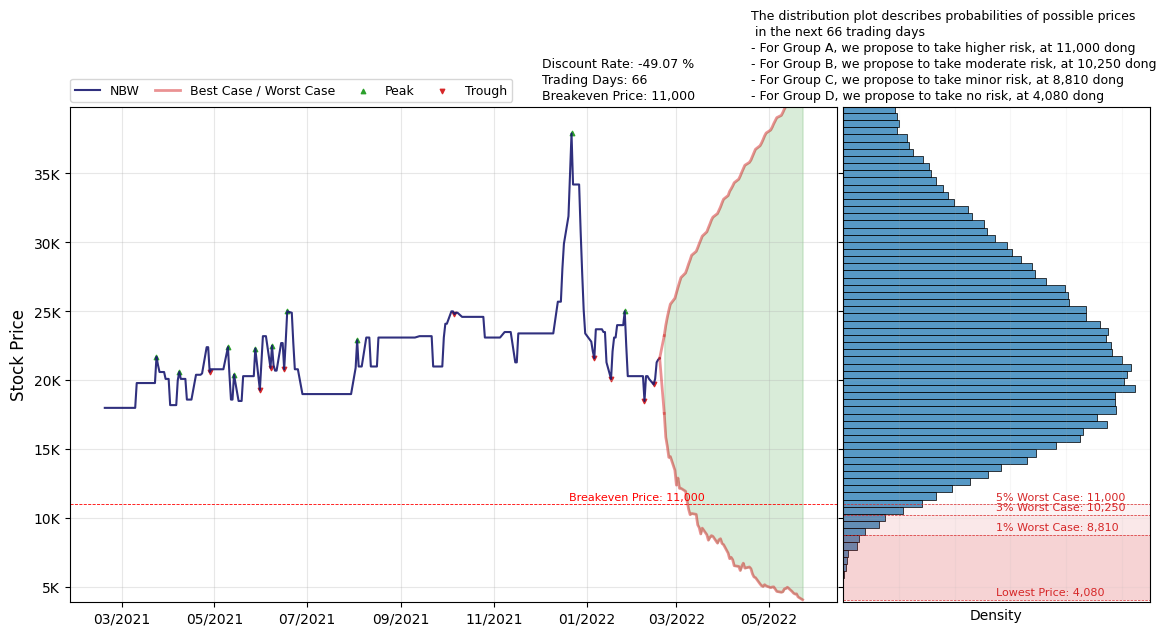 The distribution plot describes probabilities of possible prices
in the next 66 trading days
- For Group A, we propose to take higher risk, at 11,000 dong
- For Group B, we propose to take moderate risk, at 10,250 dong
- For Group C, we propose to take minor risk, at 8,810 dong
- For Group D, we propose to take no risk, at 4,080 dong
Discount Rate: -49.07 %
Trading Days: 66
Breakeven Price: 11,000
NBW
Best Case / Worst Case
Peak
Trough
Stock Price
35K
30K
25K
20K
15K
10K
5K
Breakeven Price: 11,000
5% Worst Case: 11,000
3% Worst Case: 10,250
1% Worst Case: 8,810
Lowest Price: 4,080
03/2021
05/2021
07/2021
09/2021
11/2021
01/2022
03/2022
05/2022
Density